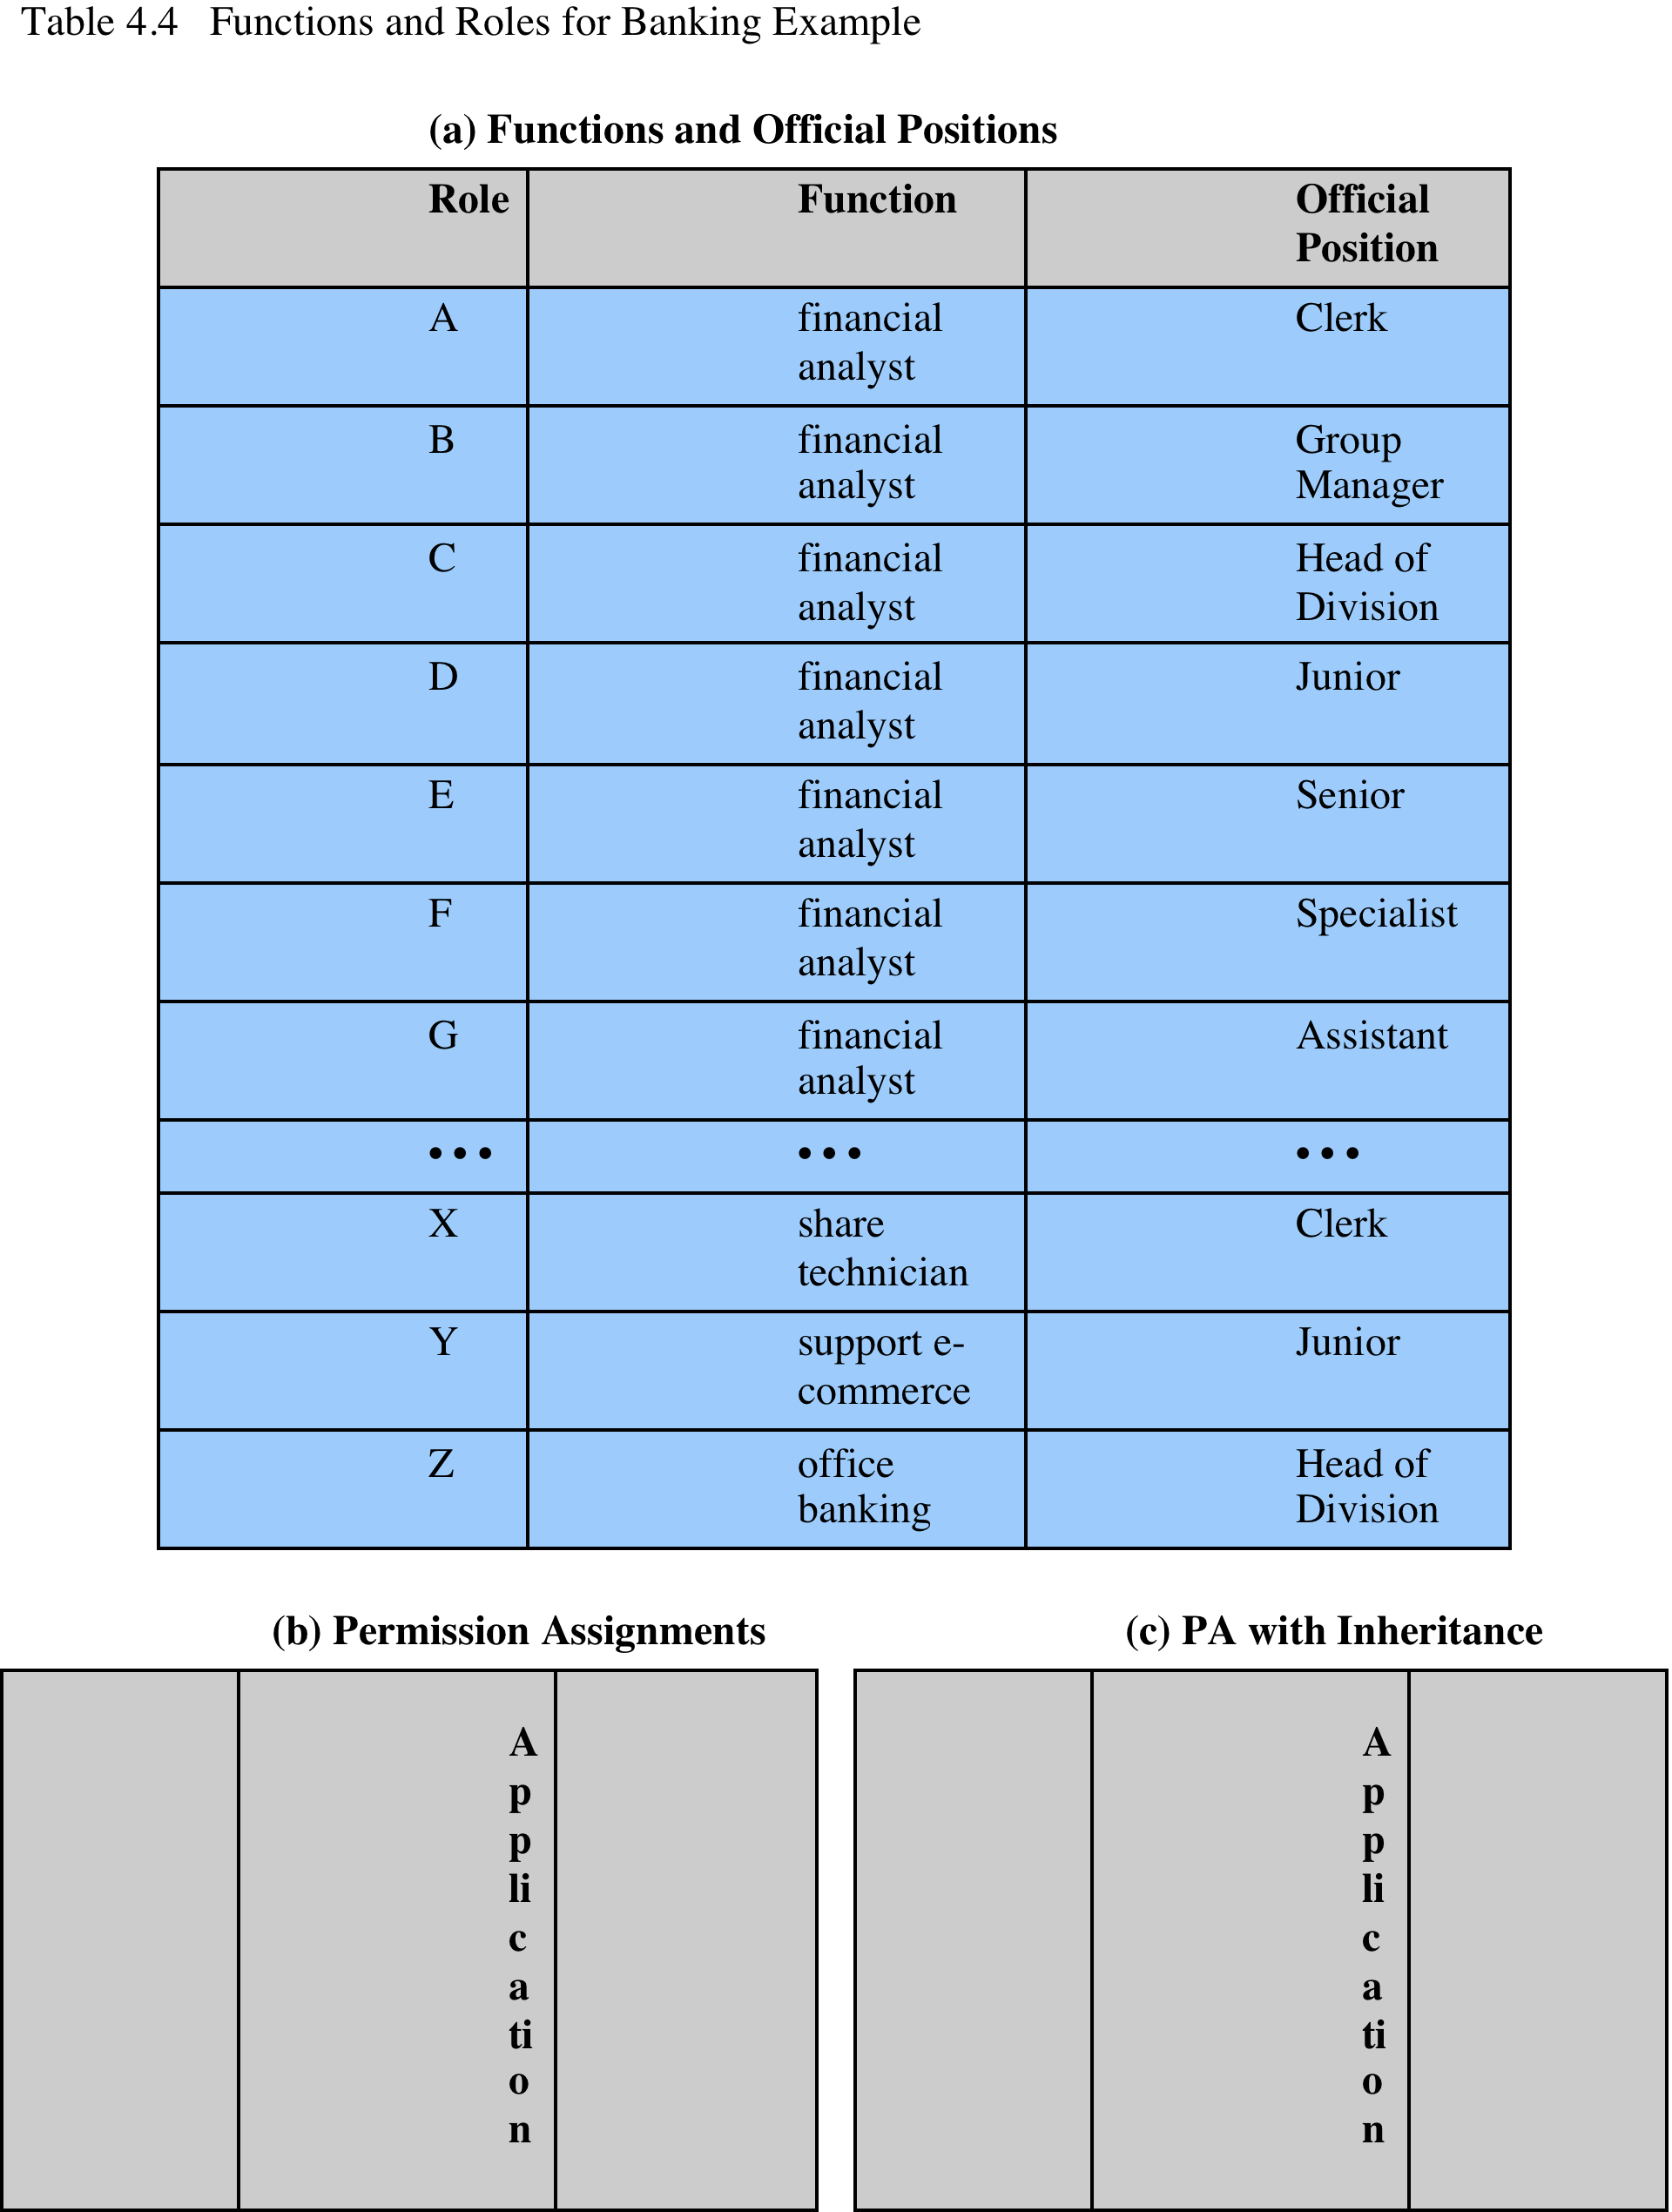 Table 4.4 Functions and Roles for Banking Example
(a) Functions and Official Positions
Role Function Official
Position
A financial Clerk
analyst
B financial Group
analyst Manager
C financial Head of
analyst Division
D financial Junior
analyst
E financial Senior
analyst
F financial Specialist
analyst
G financial Assistant
analyst
••• ••• •••
X share Clerk
technician
Y support e- Junior
commerce
Z office Head of
banking Division
(b) Permission Assignments (c) PA with Inheritance
A A
p p
p p
li li
c c
a a
ti ti
o o
n n